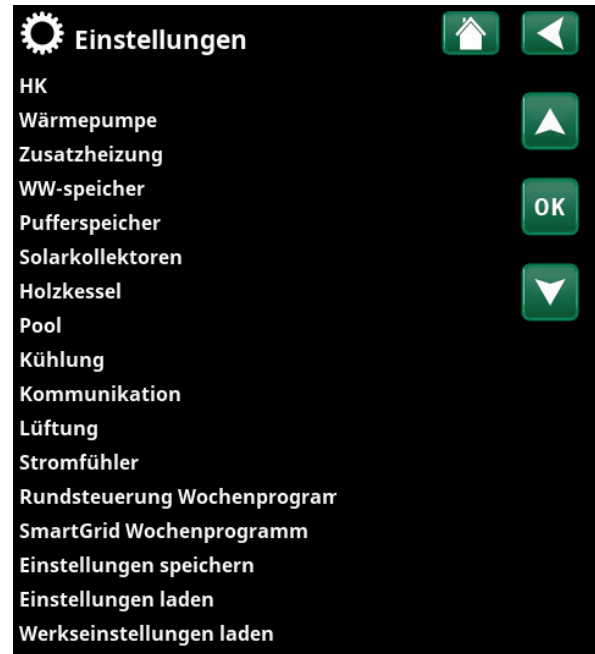 Einstellungen
HK
Wärmepumpe
Zusatzheizung
WW-speicher
OK
Pufferspeicher
Solarkollektoren
Holzkessel
Pool
Kühlung
Kommunikation
Lüftung
Stromfühler
Rundsteuerung Wochenprogram
SmartGrid Wochenprogramm
Einstellungen speichern
Einstellungen laden
Werkseinstellungen laden